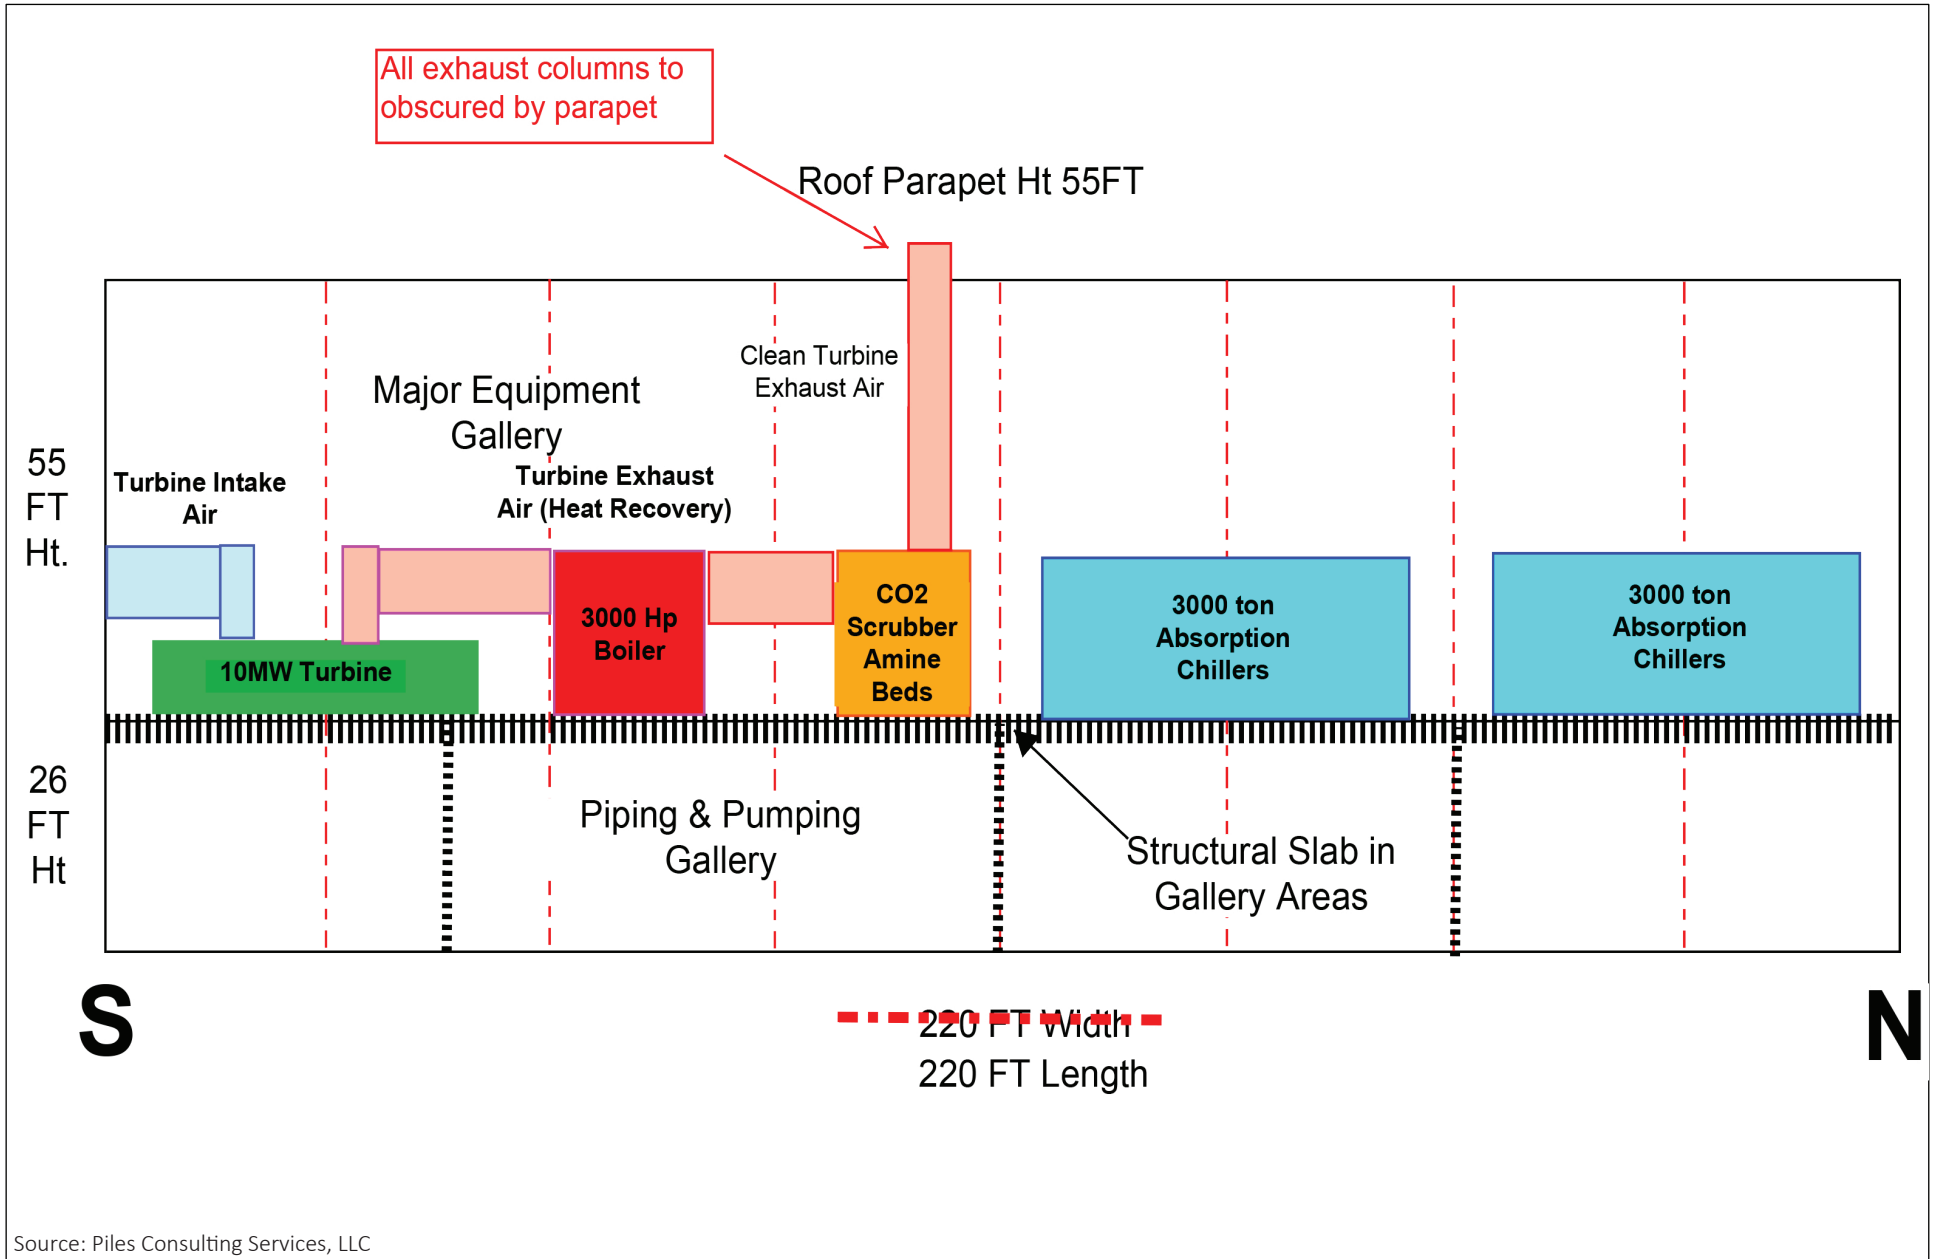 All exhaust columns to
obscured by parapet
Roof Parapet Ht 55FT
Clean Turbine
Exhaust Air
Major Equipment
Gallery
55
FT
Ht.
Turbine Intake
Air
Turbine Exhaust
Air (Heat Recovery)
10MW Turbine
3000 Hp
Boiler
CO2
Scrubber
Amine
Beds
3000 ton
Absorption
Chillers
3000 ton
Absorption
Chillers
26
FT
Ht
Piping & Pumping
Gallery
Structural Slab in
Gallery Areas
S
N
220 FT Width
220 FT Length
Source: Piles Consulting Services, LLC